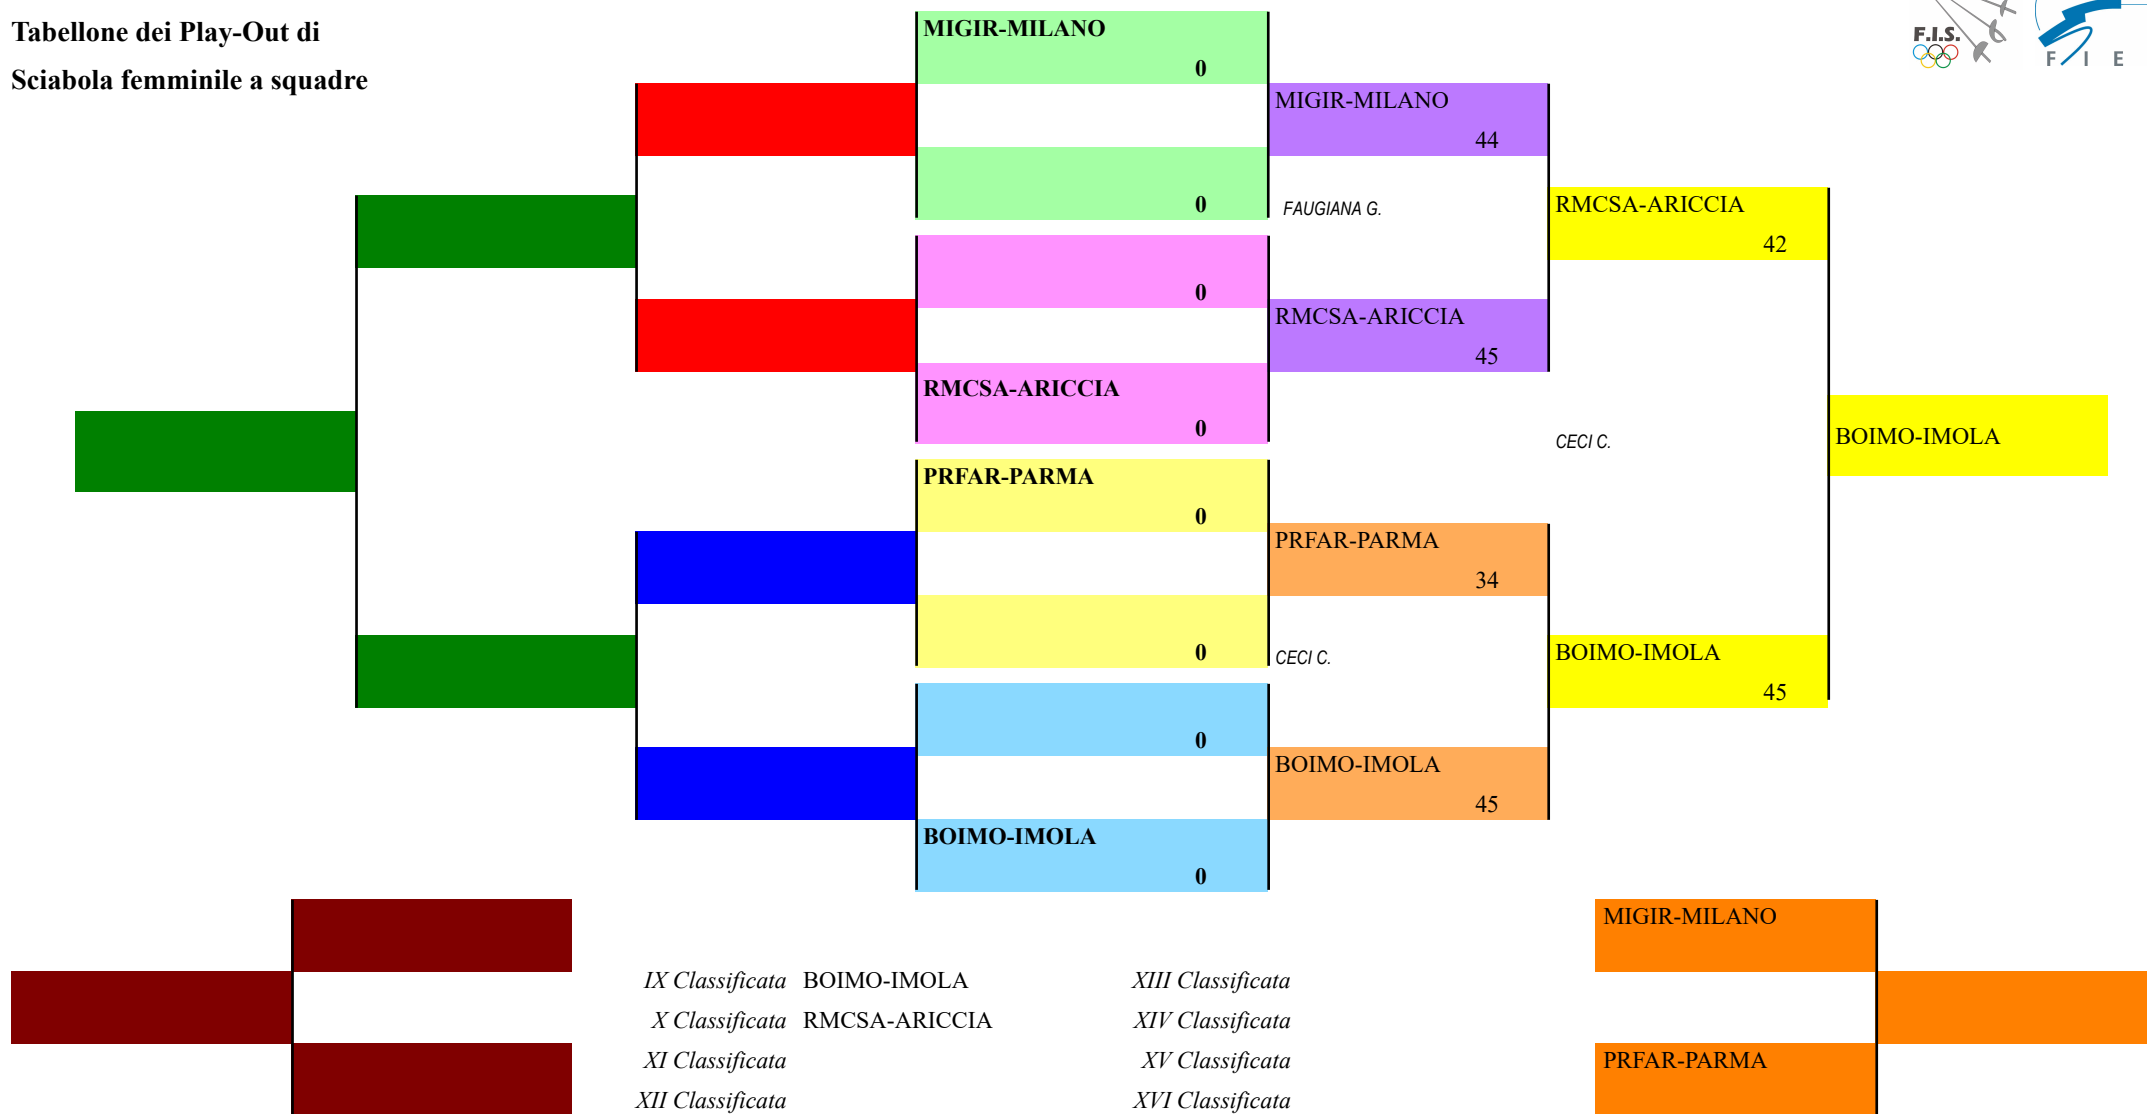 Tabellone dei Play-Out di
Sciabola femminile a squadre
F.I.S.
F I E
MIGIR-MILANO
0
0
0
RMCSA-ARICCIA
0
PRFAR-PARMA
0
0
0
BOIMO-IMOLA
0
MIGIR-MILANO
44
FAUGIANA G.
RMCSA-ARICCIA
45
PRFAR-PARMA
34
CECI C.
BOIMO-IMOLA
45
RMCSA-ARICCIA
42
CECI C.
BOIMO-IMOLA
45
BOIMO-IMOLA
IX Classificata BOIMO-IMOLA
X Classificata RMCSA-ARICCIA
XI Classificata
XII Classificata
XIII Classificata
XIV Classificata
XV Classificata
XVI Classificata
MIGIR-MILANO
PRFAR-PARMA